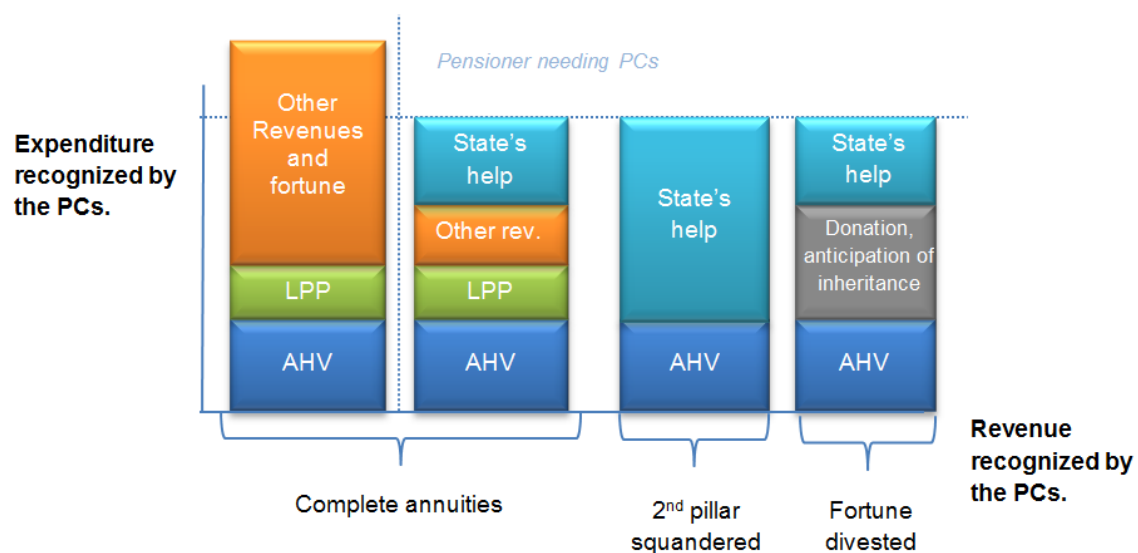 Pensioner needing PCs
Expenditure
recognized by
the PCs.
Other
Revenues
and
fortune
LPP
AHV
State's
help
Other rev.
LPP
AHV
State's
help
AHV
State's
help
Donation,
anticipation of
inheritance
AHV
Revenue
recognized by
the PCs.
Complete annuities
2nd pillar
squandered
Fortune
divested